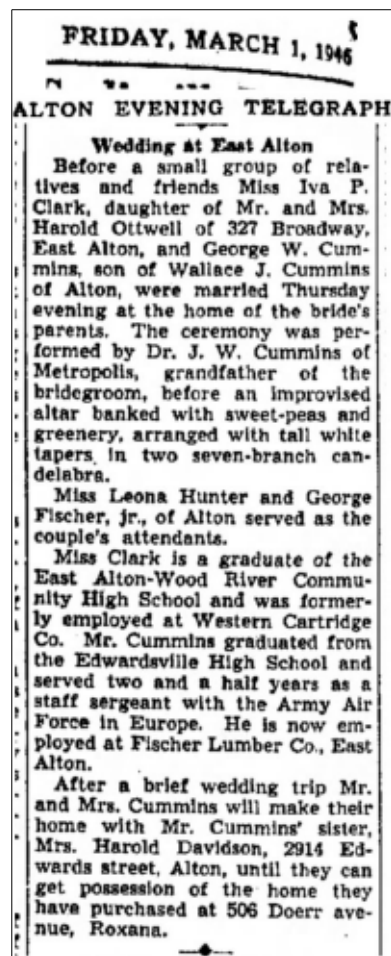 FRIDAY, MARCH 1, 1946
ALTON EVENING TELEGRAPH
Wedding at East Alton
Before a small group of rela-
tives and friends Miss Iva P.
Clark, daughter of Mr. and Mrs.
Harold Ottwell of 327 Broadway,
East Alton, and George W. Cum-
mins, son of Wallace J. Cummins
of Alton, were married Thursday
evening at the home of the bride's
parents. The ceremony was per-
formed by Dr. J. W. Cummins of
Metropolis, grandfather of the
bridegroom, before an improvised
altar banked with sweet-peas and
greenery, arranged with tall white
tapers in two seven-branch can-
delabra.
Miss Leona Hunter and George
Fischer, jr., of Alton served as the
couple's attendants.
Miss Clark is a graduate of the
East Alton-Wood River Commu-
nity High School and was former-
ly employed at Western Cartridge
Co. Mr. Cummins graduated from
the Edwardsville High School and
served two and a half years as a
staff sergeant with the Army Air
Force in Europe. He is now em-
ployed at Fischer Lumber Co., East
Alton.
After a brief wedding trip Mr.
and Mrs. Cummins will make their
home with Mr. Cummins' sister,
Mrs. Harold Davidson, 2914 Ed-
wards street, Alton, until they can
get possession of the home they
have purchased at 506 Doerr ave-
nue, Roxana.